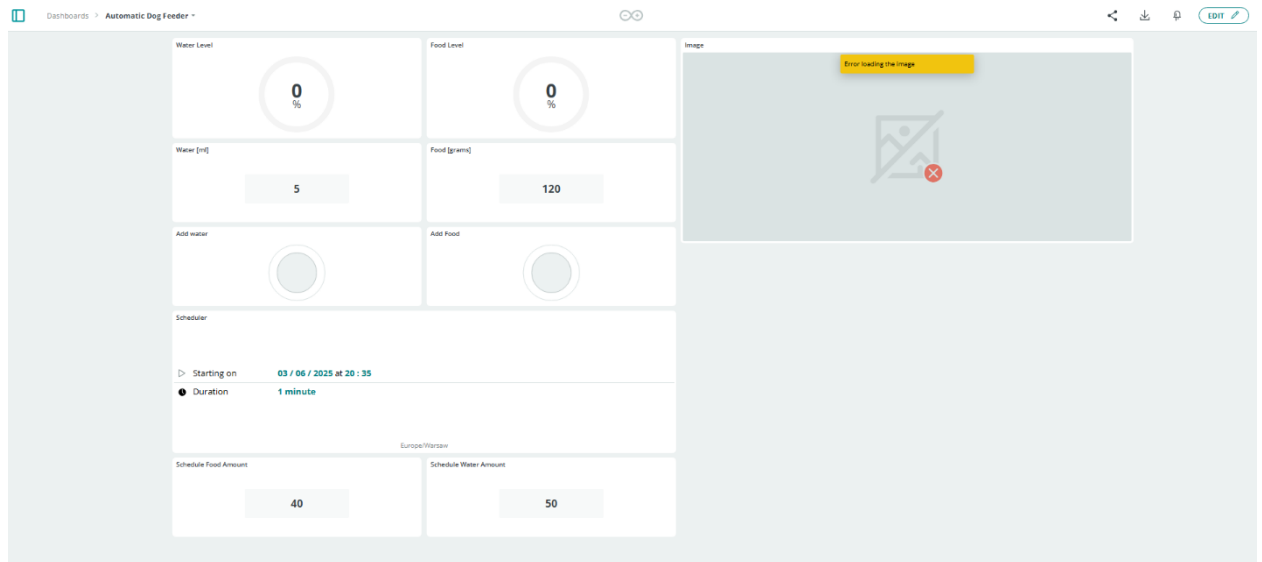 Dashboards > Automatic Dog Feeder
EDIT
Water Level
0
%
Food Level
0
%
Image
Error loading the image
Water [ml]
5
Food [grams]
120
Add water
Add Food
Scheduler
Starting on 03 / 06 / 2025 at 20 : 35
Duration 1 minute
Europe/Warsaw
Schedule Food Amount
40
Schedule Water Amount
50